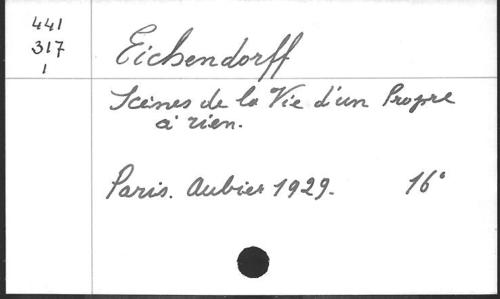 441
317
1
Eichendorff
Scènes de la Vie d'un Propre
à rien.
Paris. Aubier 1929. 16°